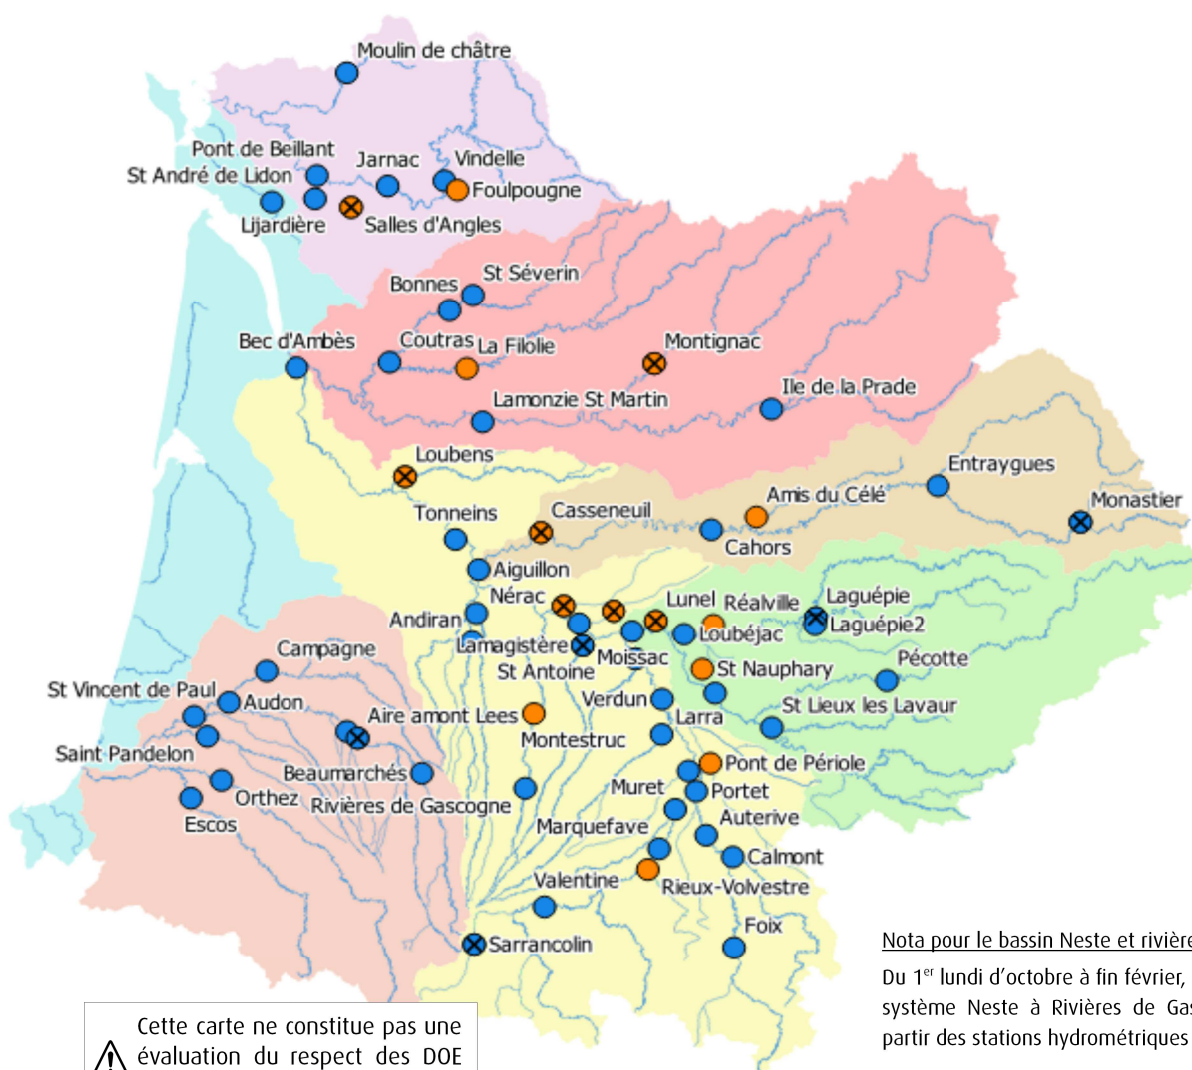 Moulin de châtre
Pont de Beillant
Jarnac
Vindelle
St André de Lidon
Foulpougne
Lijardière
Salles d'Angles
St Séverin
Bonnes
Bec d'Ambès
Coutras
La Filolie
Montignac
Lamonzie St Martin
Ile de la Prade
Loubens
Entraygues
Casseneuil
Amis du Célé
Monastier
Tonneins
Cahors
Aiguillon
Nérac
Lunel
Réalville
Laguépie
Andiran
Loubéjac
Laguépie2
Lamagistère
Campagne
St Antoine
Moissac
Pécotte
St Nauphary
St Vincent de Paul
Audon
Verdun
St Lieux les Lavaur
Aire amont Lees
Larra
Saint Pandelon
Montestruc
Pont de Périole
Beaumarchés
Muret
Portet
Orthez
Rivières de Gascogne
Escos
Marquefave
Auterive
Calmont
Valentine
Rieux-Volvestre
Foix
Sarrancolin
Nota pour le bassin Neste et rivière
Du 1er lundi d'octobre à fin février,
système Neste à Rivières de Gas
partir des stations hydrométriques
Cette carte ne constitue pas une
évaluation du respect des DOE